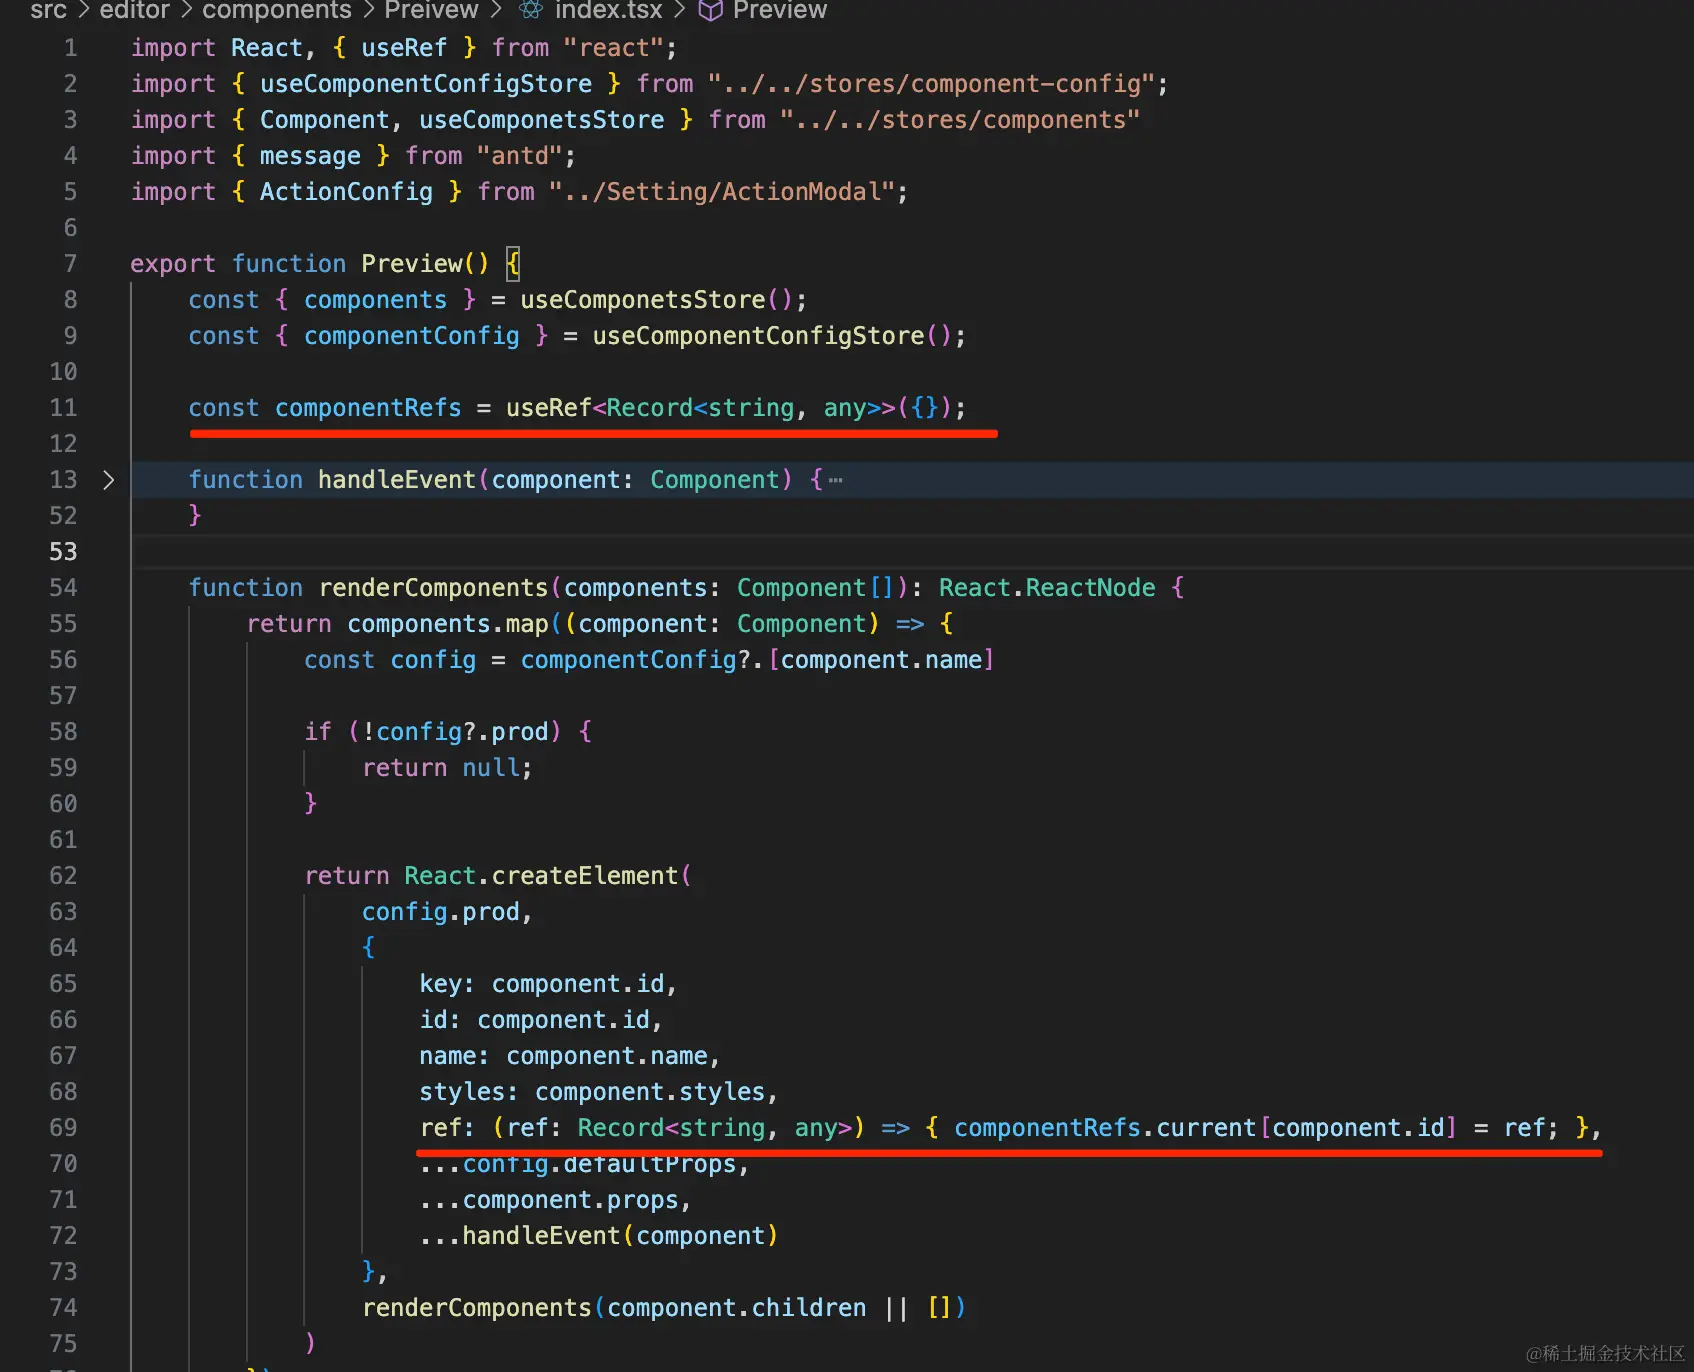 src > editor > components > Preivew > index.tsx > Preview
1 import React, { useRef } from "react";
2 import { useComponentConfigStore } from "../../stores/component-config";
3 import { Component, useComponetsStore } from "../../stores/components"
4 import { message } from "antd";
5 import { ActionConfig } from "../Setting/ActionModal";
6
7 export function Preview() {
8 const { components } = useComponetsStore();
9 const { componentConfig } = useComponentConfigStore();
10
11 const componentRefs = useRef<Record<string, any>>({});
12
13 > function handleEvent(component: Component) {⋯
52 }
53
54 function renderComponents(components: Component[]): React.ReactNode {
55 return components.map((component: Component) => {
56 const config = componentConfig?.[component.name]
57
58 if (!config?.prod) {
59 return null;
60 }
61
62 return React.createElement(
63 config.prod,
64 {
65 key: component.id,
66 id: component.id,
67 name: component.name,
68 styles: component.styles,
69 ref: (ref: Record<string, any>) => { componentRefs.current[component.id] = ref; },
70 ...config.defaultProps,
71 ...component.props,
72 ...handleEvent(component)
73 },
74 renderComponents(component.children || [])
75 )
@稀土掘金技术社区